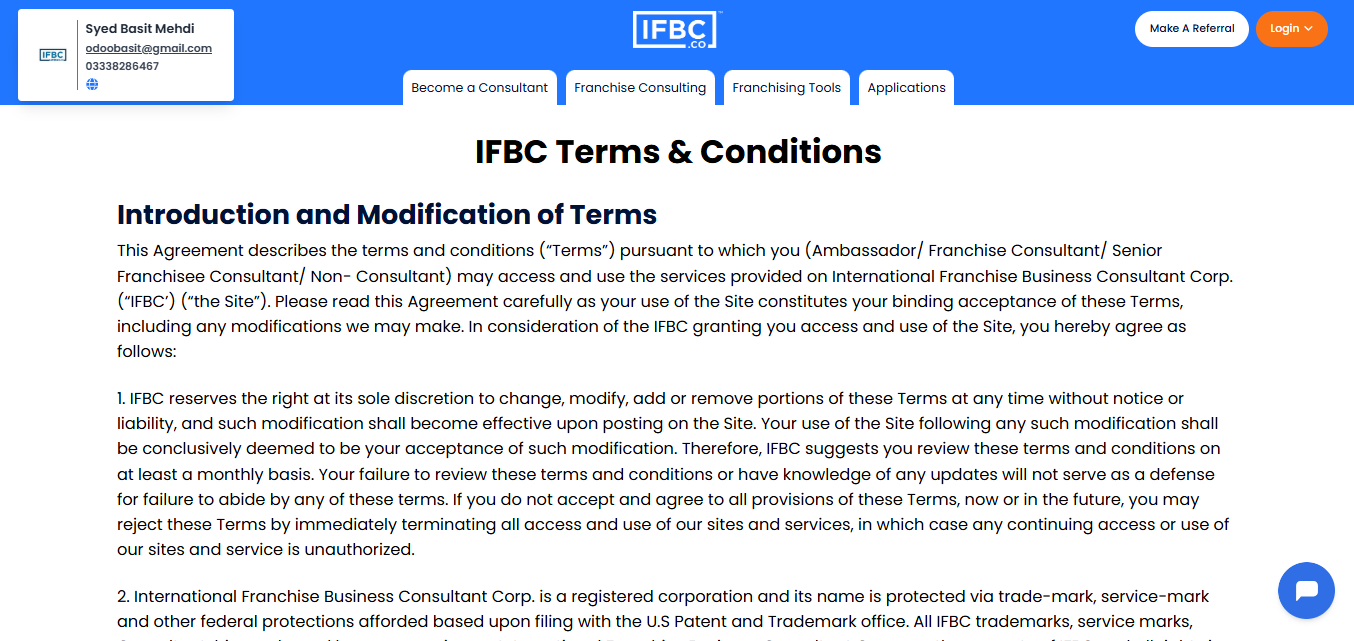 IFBC
Syed Basit Mehdi
odoobasit@gmail.com
03338286467
IFBC
.CO
™
Make A Referral
Login
Become a Consultant
Franchise Consulting
Franchising Tools
Applications
IFBC Terms & Conditions
Introduction and Modification of Terms
This Agreement describes the terms and conditions (“Terms”) pursuant to which you (Ambassador/ Franchise Consultant/ Senior
Franchisee Consultant/ Non- Consultant) may access and use the services provided on International Franchise Business Consultant Corp.
(“IFBC’) (“the Site”). Please read this Agreement carefully as your use of the Site constitutes your binding acceptance of these Terms,
including any modifications we may make. In consideration of the IFBC granting you access and use of the Site, you hereby agree as
follows:
1. IFBC reserves the right at its sole discretion to change, modify, add or remove portions of these Terms at any time without notice or
liability, and such modification shall become effective upon posting on the Site. Your use of the Site following any such modification shall
be conclusively deemed to be your acceptance of such modification. Therefore, IFBC suggests you review these terms and conditions on
at least a monthly basis. Your failure to review these terms and conditions or have knowledge of any updates will not serve as a defense
for failure to abide by any of these terms. If you do not accept and agree to all provisions of these Terms, now or in the future, you may
reject these Terms by immediately terminating all access and use of our sites and services, in which case any continuing access or use of
our sites and service is unauthorized.
2. International Franchise Business Consultant Corp. is a registered corporation and its name is protected via trade-mark, service-mark
and other federal protections afforded based upon filing with the U.S Patent and Trademark office. All IFBC trademarks, service marks,